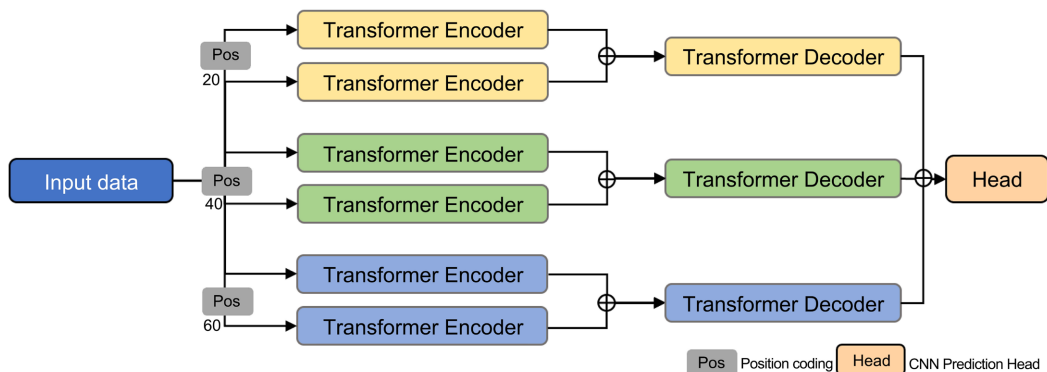 Transformer Encoder
Pos
20
Transformer Encoder
Transformer Decoder
Transformer Encoder
Input data
Pos
40
Transformer Encoder
Transformer Decoder
Head
Transformer Encoder
Pos
60
Transformer Encoder
Transformer Decoder
Pos Position coding Head CNN Prediction Head